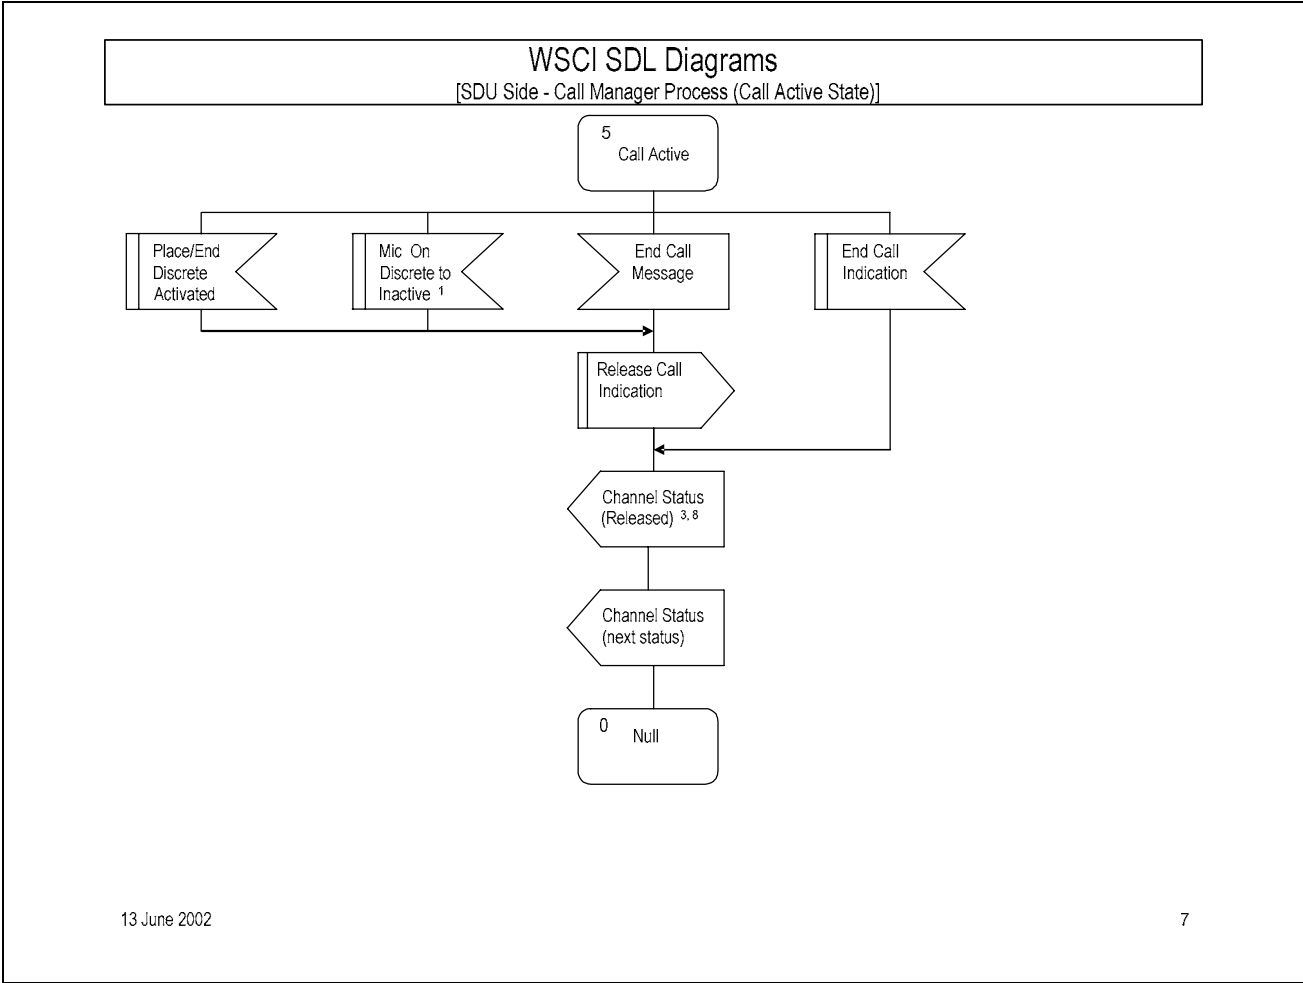 WSCI SDL Diagrams
[SDU Side - Call Manager Process (Call Active State)]
5
Call Active
Place/End
Discrete
Activated
Mic On
Discrete to
Inactive 1
End Call
Message
End Call
Indication
Release Call
Indication
Channel Status
(Released) 3, 8
Channel Status
(next status)
0
Null
13 June 2002
7